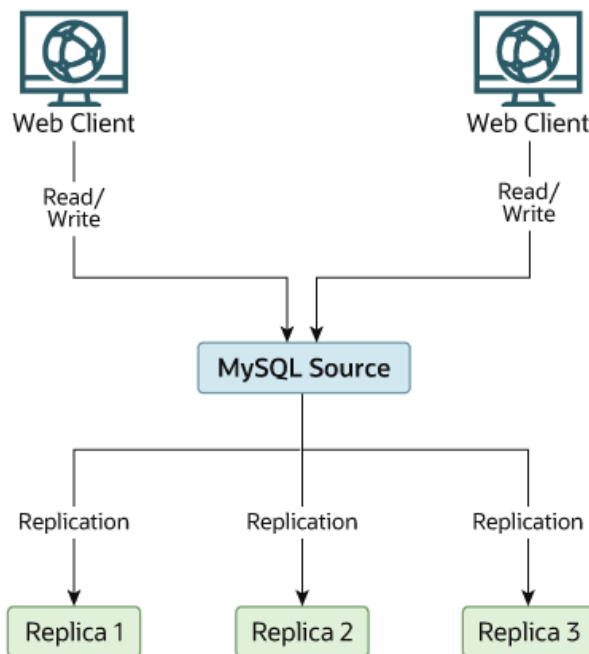 Web Client
Web Client
Read/
Write
Read/
Write
MySQL Source
Replication
Replication
Replication
Replica 1
Replica 2
Replica 3